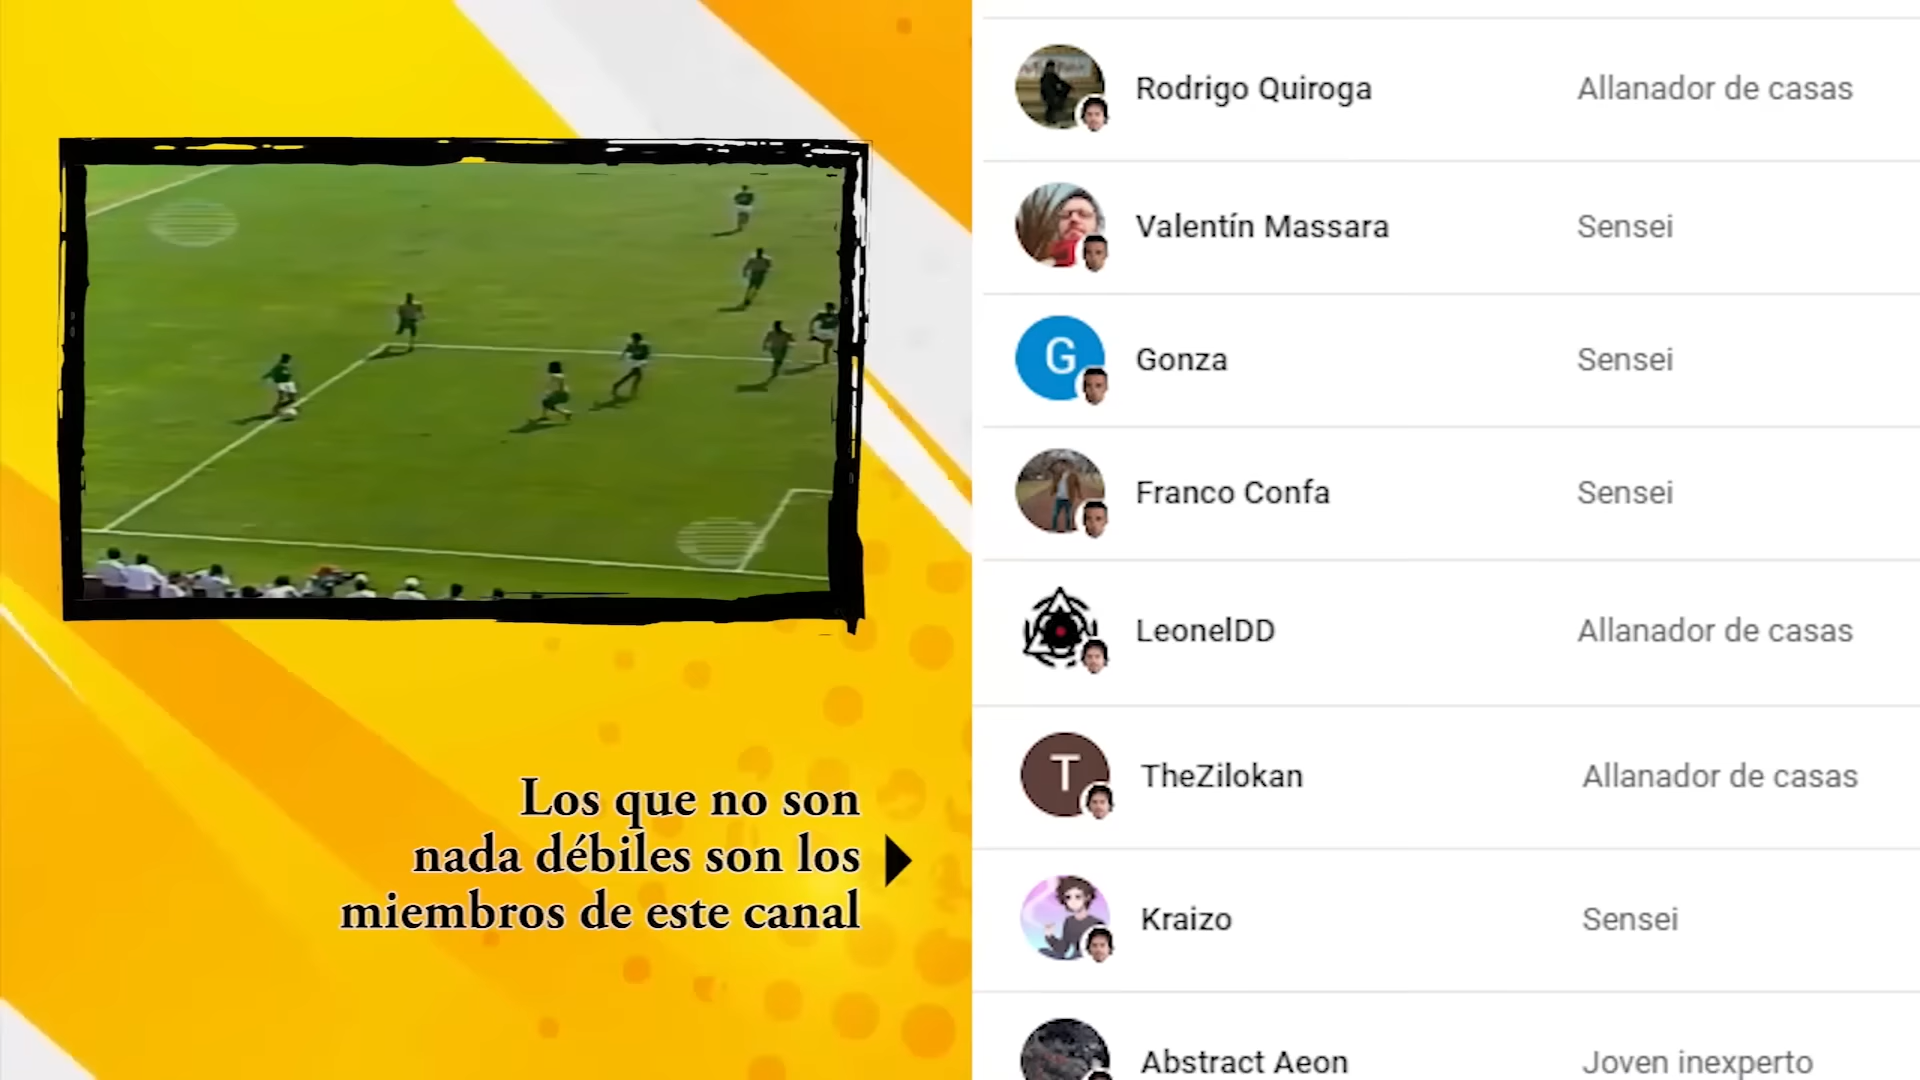 Los que no son
nada débiles son los
miembros de este canal
Rodrigo Quiroga Allanador de casas
Valentín Massara Sensei
G Gonza Sensei
Franco Confa Sensei
LeonelDD Allanador de casas
T TheZilokan Allanador de casas
Kraizo Sensei
Abstract Aeon Joven inexperto